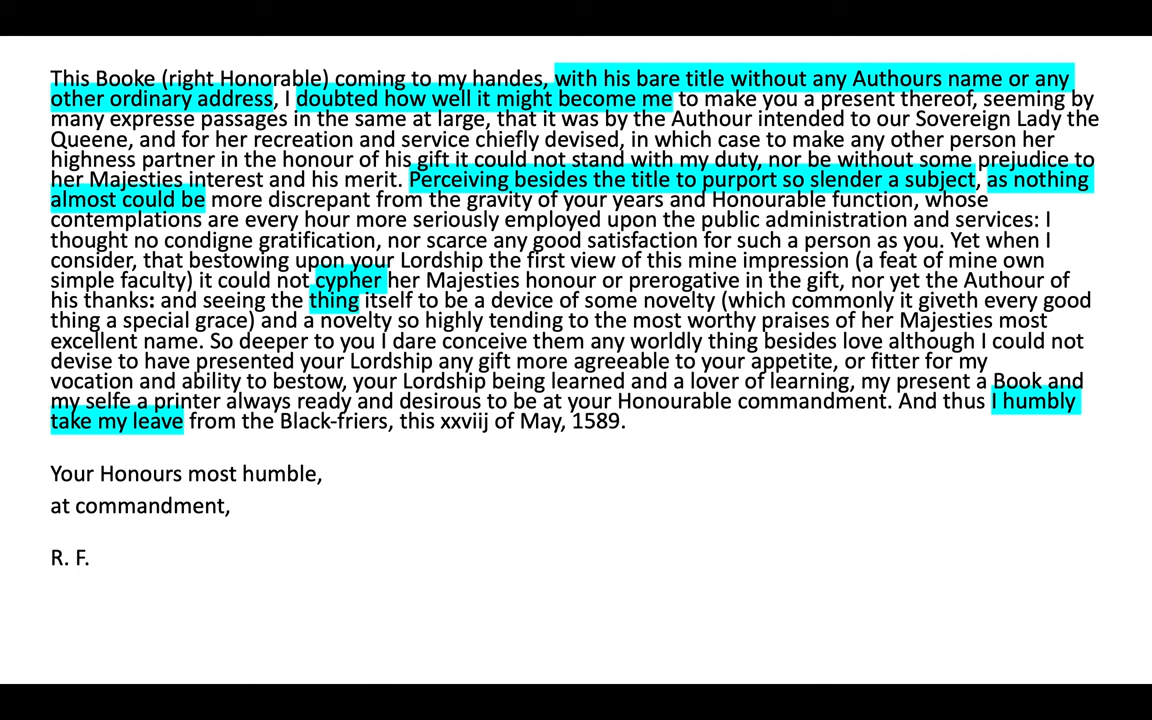 This Booke (right Honorable) coming to my handes, with his bare title without any Authours name or any
other ordinary address, I doubted how well it might become me to make you a present thereof, seeming by
many expresse passages in the same at large, that it was by the Authour intended to our Sovereign Lady the
Queene, and for her recreation and service chiefly devised, in which case to make any other person her
highness partner in the honour of his gift it could not stand with my duty, nor be without some prejudice to
her Majesties interest and his merit. Perceiving besides the title to purport so slender a subject, as nothing
almost could be more discrepant from the gravity of your years and Honourable function, whose
contemplations are every hour more seriously employed upon the public administration and services: I
thought no condigne gratification, nor scarce any good satisfaction for such a person as you. Yet when I
consider, that bestowing upon your Lordship the first view of this mine impression (a feat of mine own
simple faculty) it could not cypher her Majesties honour or prerogative in the gift, nor yet the Authour of
his thanks: and seeing the thing itself to be a device of some novelty (which commonly it giveth every good
thing a special grace) and a novelty so highly tending to the most worthy praises of her Majesties most
excellent name. So deeper to you I dare conceive them any worldly thing besides love although I could not
devise to have presented your Lordship any gift more agreeable to your appetite, or fitter for my
vocation and ability to bestow, your Lordship being learned and a lover of learning, my present a Book and
my selfe a printer always ready and desirous to be at your Honourable commandment. And thus I humbly
take my leave from the Black-friers, this xxviij of May, 1589.
Your Honours most humble,
at commandment,
R. F.